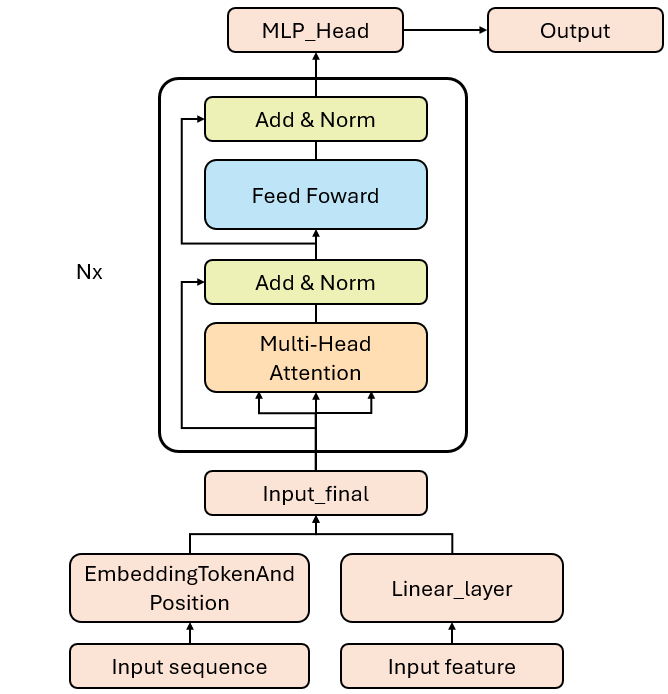 MLP_Head
Output
Add & Norm
Feed Foward
Nx
Add & Norm
Multi-Head
Attention
Input_final
EmbeddingTokenAnd
Position
Linear_layer
Input sequence
Input feature